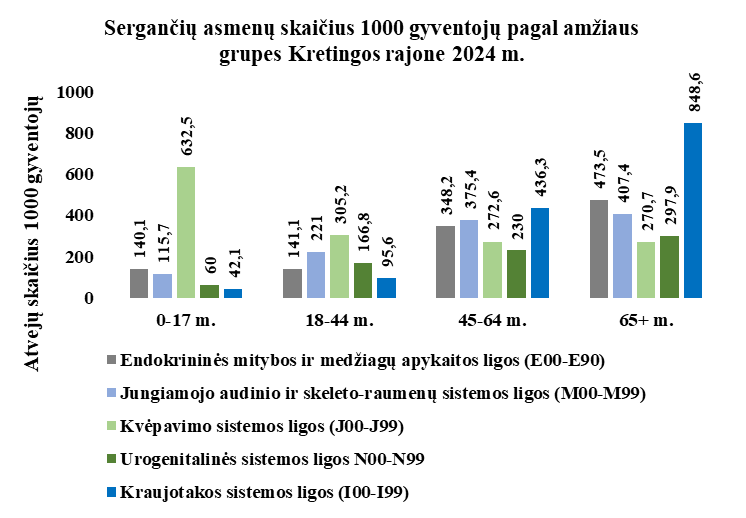 Sergančių asmenų skaičius 1000 gyventojų pagal amžiaus
grupes Kretingos rajone 2024 m.
Atvejų skaičius 1000 gyventojų
1000
800
600
400
200
0
140,1
115,7
632,5
60
42,1
141,1
221
305,2
166,8
95,6
348,2
375,4
272,6
230
436,3
473,5
407,4
270,7
297,9
848,6
0-17 m.
18-44 m.
45-64 m.
65+ m.
Endokrininės mitybos ir medžiagų apykaitos ligos (E00-E90)
Jungiamojo audinio ir skeleto-raumenų sistemos ligos (M00-M99)
Kvėpavimo sistemos ligos (J00-J99)
Urogenitalinės sistemos ligos N00-N99
Kraujotakos sistemos ligos (I00-I99)